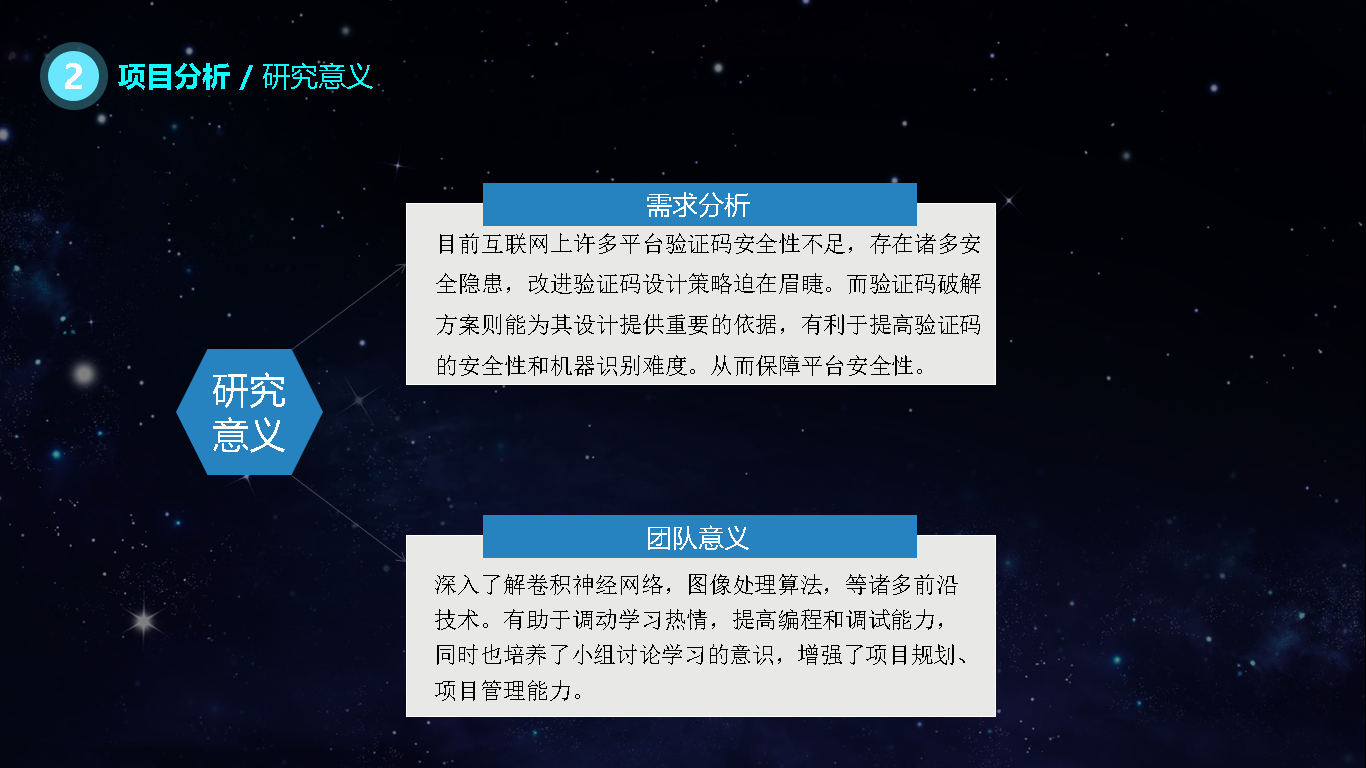 2
项目分析 / 研究意义
需求分析
目前互联网上许多平台验证码安全性不足，存在诸多安
全隐患，改进验证码设计策略迫在眉睫。而验证码破解
方案则能为其设计提供重要的依据，有利于提高验证码
的安全性和机器识别难度。从而保障平台安全性。
研究
意义
团队意义
深入了解卷积神经网络，图像处理算法，等诸多前沿
技术。有助于调动学习热情，提高编程和调试能力，
同时也培养了小组讨论学习的意识，增强了项目规划、
项目管理能力。